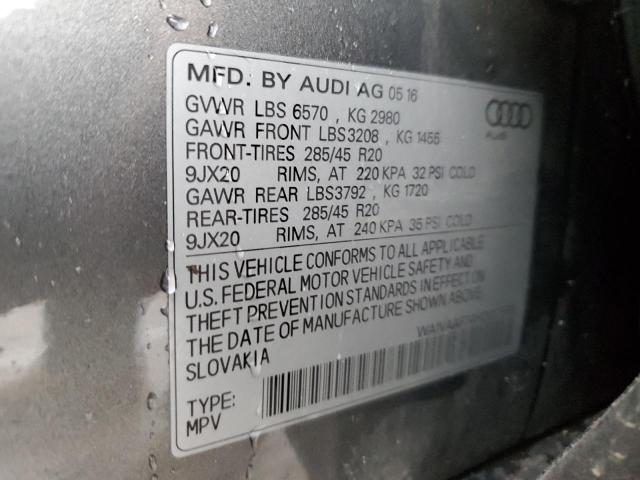 MFD. BY AUDI AG 05 16
GVWR LBS 6570 , KG 2980
GAWR FRONT LBS3208 , KG 1455
FRONT-TIRES 285/45 R20
9JX20 RIMS, AT 220 KPA 32 PSI COLD
GAWR REAR LBS3792 , KG 1720
REAR-TIRES 285/45 R20
9JX20 RIMS, AT 240 KPA 35 PSI COLD
AUDI
THIS VEHICLE CONFORMS TO ALL APPLICABLE
U.S. FEDERAL MOTOR VEHICLE SAFETY AND
THEFT PREVENTION STANDARDS IN EFFECT ON
THE DATE OF MANUFACTURE SHOWN ABOVE
SLOVAKIA
TYPE:
MPV